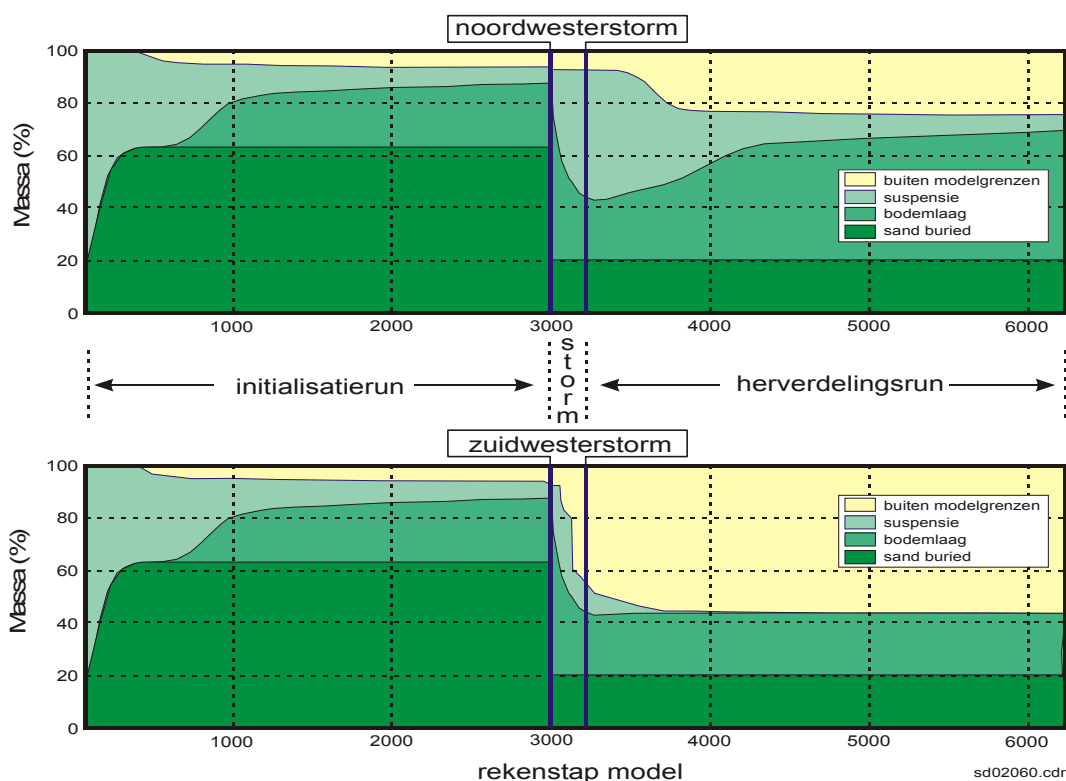 noordwesterstorm
100
80
60
40
20
0
Massa (%)
buiten modelgrenzen
suspensie
bodemlaag
sand buried
1000 2000 3000 4000 5000 6000
initialisatierun
storm
herverdelingsrun
zuidwesterstorm
100
80
60
40
20
0
Massa (%)
buiten modelgrenzen
suspensie
bodemlaag
sand buried
1000 2000 3000 4000 5000 6000
rekenstap model
sd02060.cdr